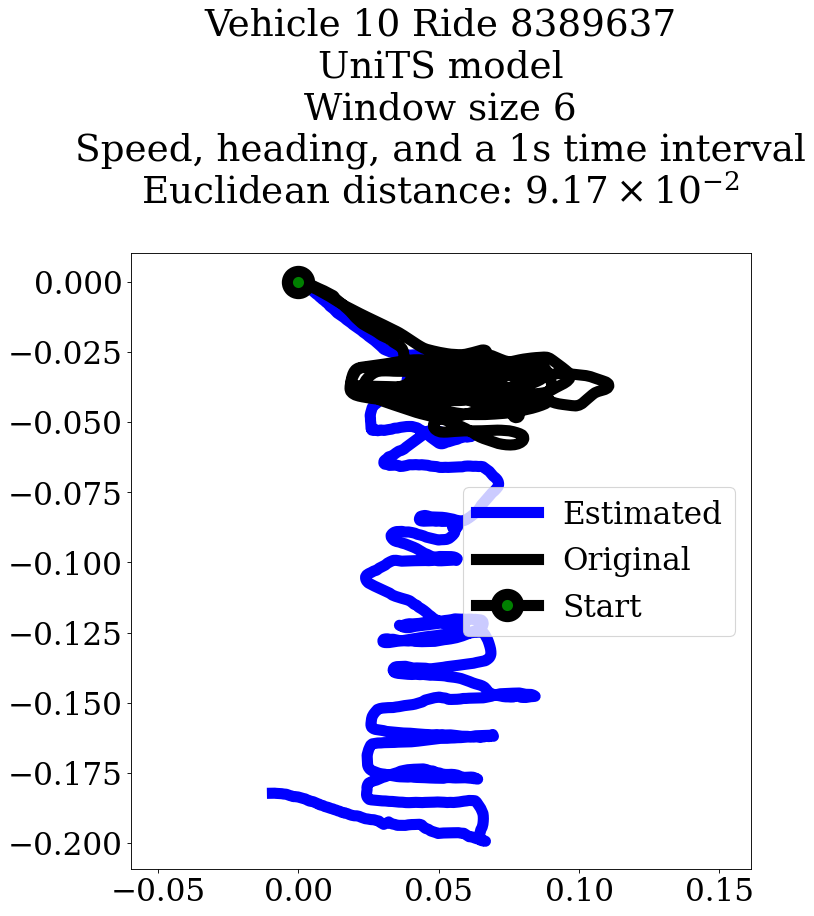 Vehicle 10 Ride 8389637
UniTS model
Window size 6
Speed, heading, and a 1s time interval
Euclidean distance: 9.17 × 10⁻²
0.000
−0.025
−0.050
−0.075
−0.100
−0.125
−0.150
−0.175
−0.200
Estimated
Original
Start
−0.05
0.00
0.05
0.10
0.15